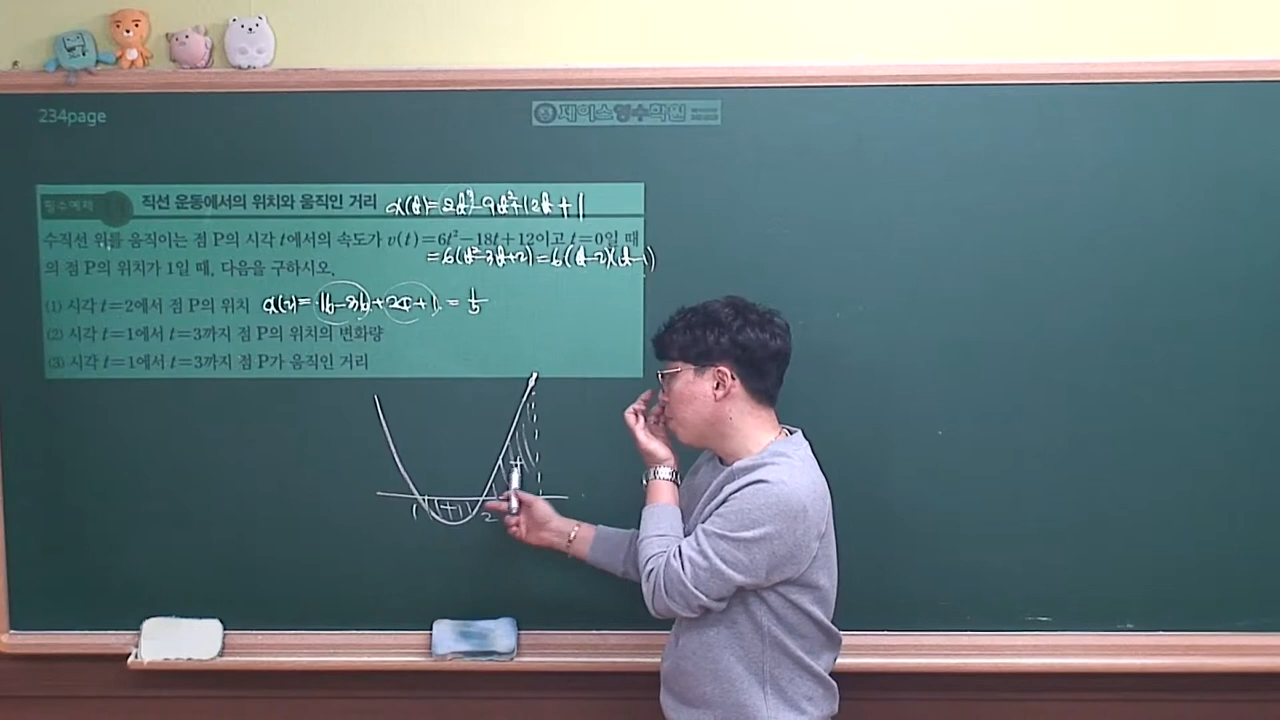 234page
제이스영수학원
필수예제
직선 운동에서의 위치와 움직인 거리
x(t)=2t³-9t²+12t+1
수직선 위를 움직이는 점 P의 시각 t에서의 속도가 v(t)=6t²-18t+12이고 t=0일 때
=6(t²-3t+2)=6(t-2)(t-1)
의 점 P의 위치가 1일 때, 다음을 구하시오.
(1) 시각 t=2에서 점 P의 위치 x(2)=16-36+24+1=5
(2) 시각 t=1에서 t=3까지 점 P의 위치의 변화량
(3) 시각 t=1에서 t=3까지 점 P가 움직인 거리
+
1 +1 2